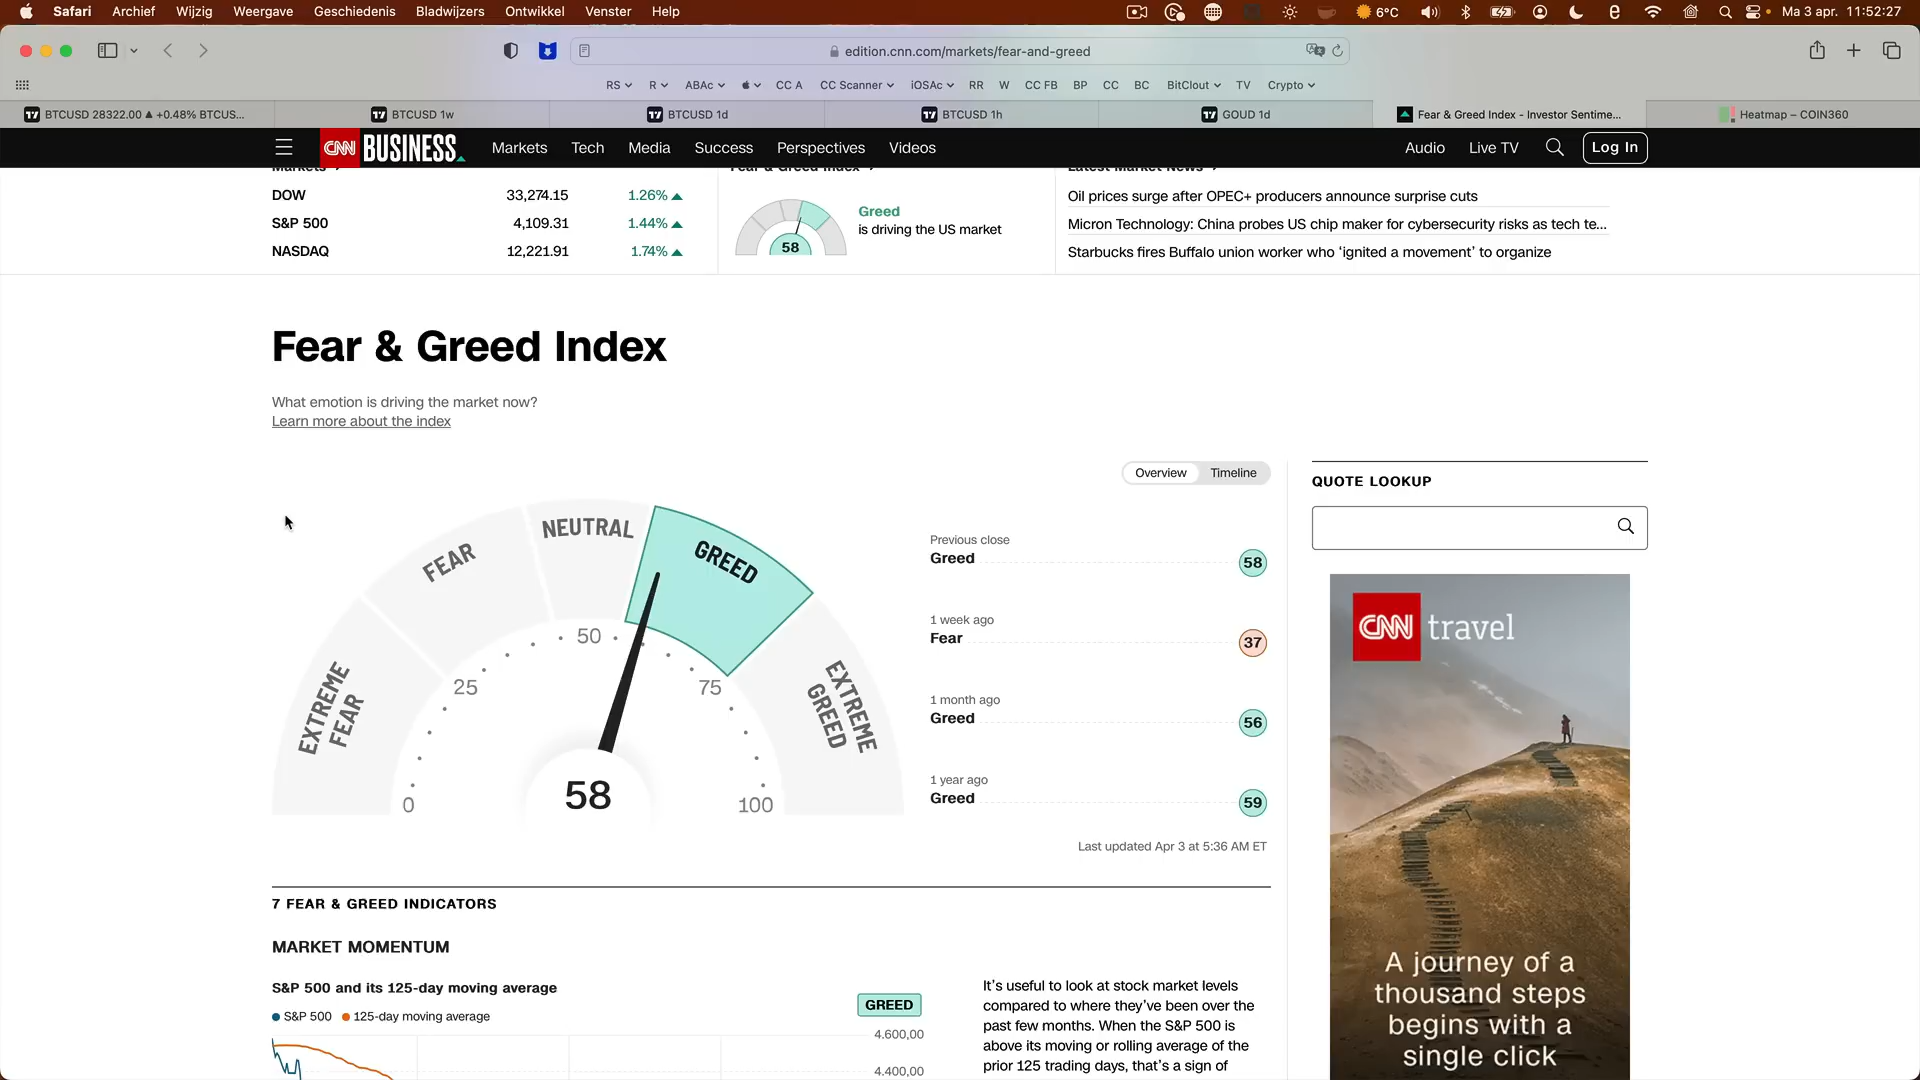 Safari Archief Wijzig Weergave Geschiedenis Bladwijzers Ontwikkel Venster Help 6°C Ma 3 apr. 11:52:27
edition.cnn.com/markets/fear-and-greed
RS R ABAc CC A CC Scanner iOSAc RR W CC FB BP CC BC BitClout TV Crypto
BTCUSD 28322.00 ▲ +0.48% BTCUS... BTCUSD 1w BTCUSD 1d BTCUSD 1h GOUD 1d Fear & Greed Index - Investor Sentime... Heatmap – COIN360
CNN BUSINESS Markets Tech Media Success Perspectives Videos Audio Live TV Log In
Markets Fear & Greed Index Latest Market News
DOW 33,274.15 1.26%
S&P 500 4,109.31 1.44%
NASDAQ 12,221.91 1.74%
58
Greed
is driving the US market
Oil prices surge after OPEC+ producers announce surprise cuts
Micron Technology: China probes US chip maker for cybersecurity risks as tech te...
Starbucks fires Buffalo union worker who ‘ignited a movement’ to organize
Fear & Greed Index
What emotion is driving the market now?
Learn more about the index
Overview Timeline
EXTREME FEAR
FEAR
NEUTRAL
GREED
EXTREME GREED
0
25
50
75
100
58
Previous close
Greed 58
1 week ago
Fear 37
1 month ago
Greed 56
1 year ago
Greed 59
Last updated Apr 3 at 5:36 AM ET
QUOTE LOOKUP
CNN travel
A journey of a
thousand steps
begins with a
single click
7 FEAR & GREED INDICATORS
MARKET MOMENTUM
S&P 500 and its 125-day moving average
S&P 500 125-day moving average
GREED
4.600,00
4.400,00
It’s useful to look at stock market levels
compared to where they’ve been over the
past few months. When the S&P 500 is
above its moving or rolling average of the
prior 125 trading days, that’s a sign of